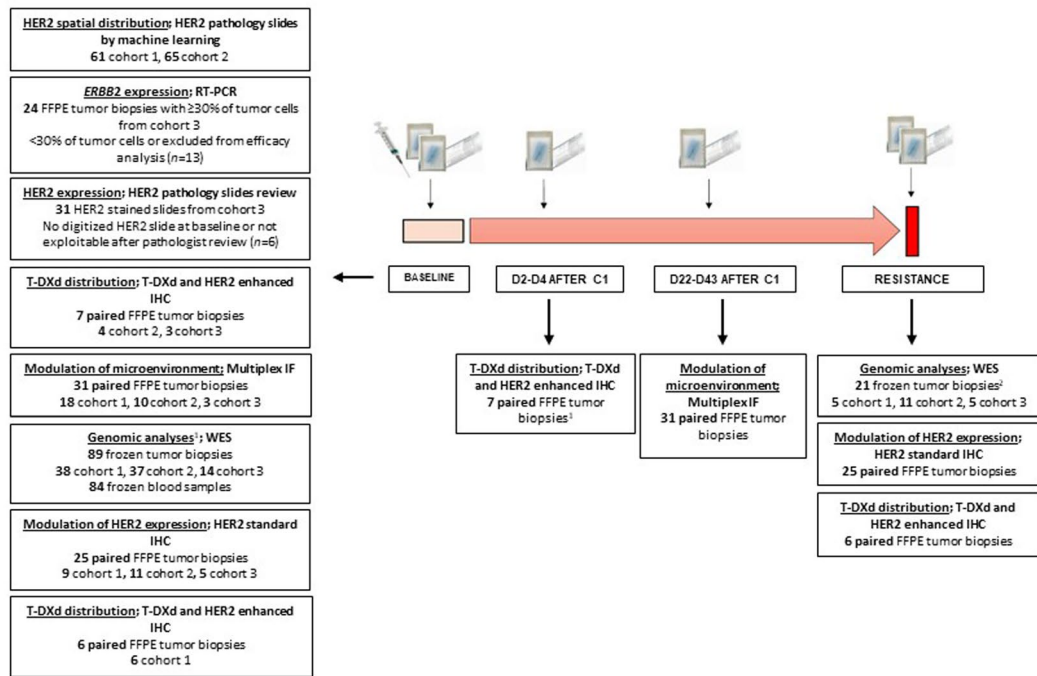 HER2 spatial distribution; HER2 pathology slides
by machine learning
61 cohort 1, 65 cohort 2
ERBB2 expression; RT-PCR
24 FFPE tumor biopsies with ≥30% of tumor cells
from cohort 3
<30% of tumor cells or excluded from efficacy
analysis (n=13)
HER2 expression; HER2 pathology slides review
31 HER2 stained slides from cohort 3
No digitized HER2 slide at baseline or not
exploitable after pathologist review (n=6)
T-DXd distribution; T-DXd and HER2 enhanced
IHC
7 paired FFPE tumor biopsies
4 cohort 2, 3 cohort 3
Modulation of microenvironment; Multiplex IF
31 paired FFPE tumor biopsies
18 cohort 1, 10 cohort 2, 3 cohort 3
Genomic analyses¹; WES
89 frozen tumor biopsies
38 cohort 1, 37 cohort 2, 14 cohort 3
84 frozen blood samples
Modulation of HER2 expression; HER2 standard
IHC
25 paired FFPE tumor biopsies
9 cohort 1, 11 cohort 2, 5 cohort 3
T-DXd distribution; T-DXd and HER2 enhanced
IHC
6 paired FFPE tumor biopsies
6 cohort 1
BASELINE
D2-D4 AFTER C1
D22-D43 AFTER C1
RESISTANCE
T-DXd distribution; T-DXd
and HER2 enhanced IHC
7 paired FFPE tumor
biopsies¹
Modulation of
microenvironment;
Multiplex IF
31 paired FFPE tumor
biopsies
Genomic analyses; WES
21 frozen tumor biopsies²
5 cohort 1, 11 cohort 2, 5 cohort 3
Modulation of HER2 expression;
HER2 standard IHC
25 paired FFPE tumor biopsies
T-DXd distribution; T-DXd and
HER2 enhanced IHC
6 paired FFPE tumor biopsies